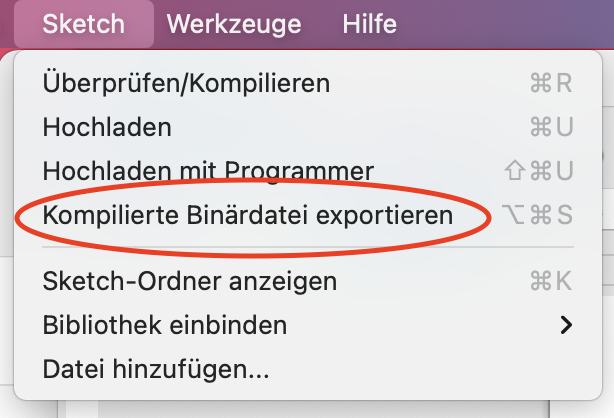 Sketch Werkzeuge Hilfe
Überprüfen/Kompilieren ⌘R
Hochladen ⌘U
Hochladen mit Programmer ⇧⌘U
Kompilierte Binärdatei exportieren ⌥⌘S
Sketch-Ordner anzeigen ⌘K
Bibliothek einbinden
Datei hinzufügen...